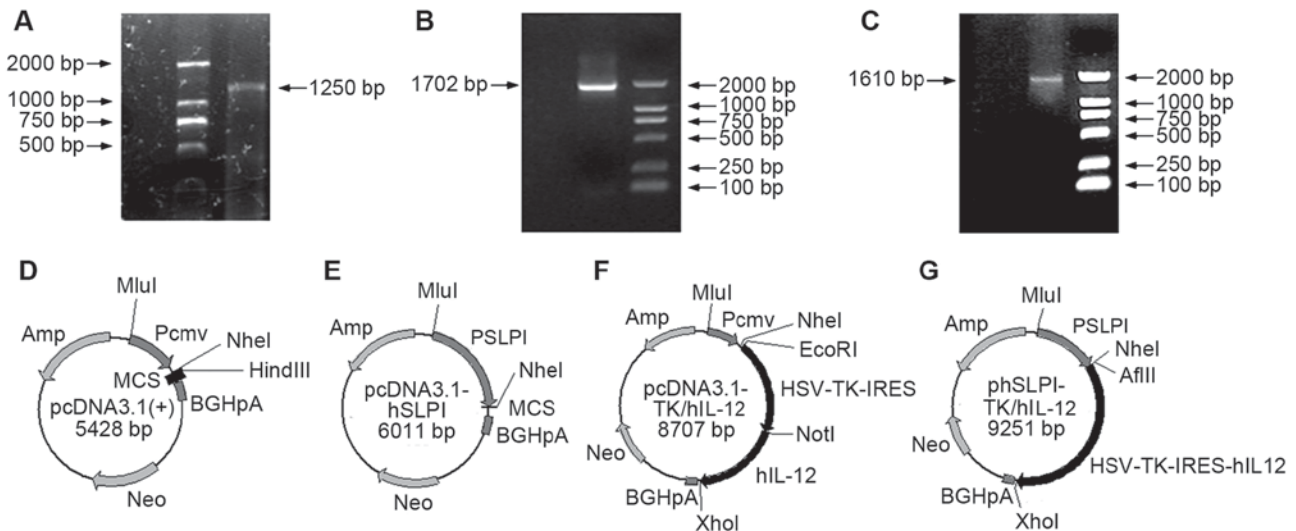 A
2000 bp
1000 bp
750 bp
500 bp
1250 bp
B
1702 bp
2000 bp
1000 bp
750 bp
500 bp
250 bp
100 bp
C
1610 bp
2000 bp
1000 bp
750 bp
500 bp
250 bp
100 bp
D
MluI
Amp
Pcmv
NheI
HindIII
MCS
BGHpA
pcDNA3.1(+)
5428 bp
Neo
E
MluI
Amp
PSLPI
NheI
MCS
BGHpA
pcDNA3.1-
hSLPI
6011 bp
Neo
F
MluI
Amp
Pcmv
NheI
EcoRI
HSV-TK-IRES
pcDNA3.1-
TK/hIL-12
8707 bp
NotI
Neo
hIL-12
BGHpA
XhoI
G
MluI
Amp
PSLPI
NheI
AflII
phSLPI-
TK/hIL-12
9251 bp
Neo
HSV-TK-IRES-hIL12
BGHpA
XhoI